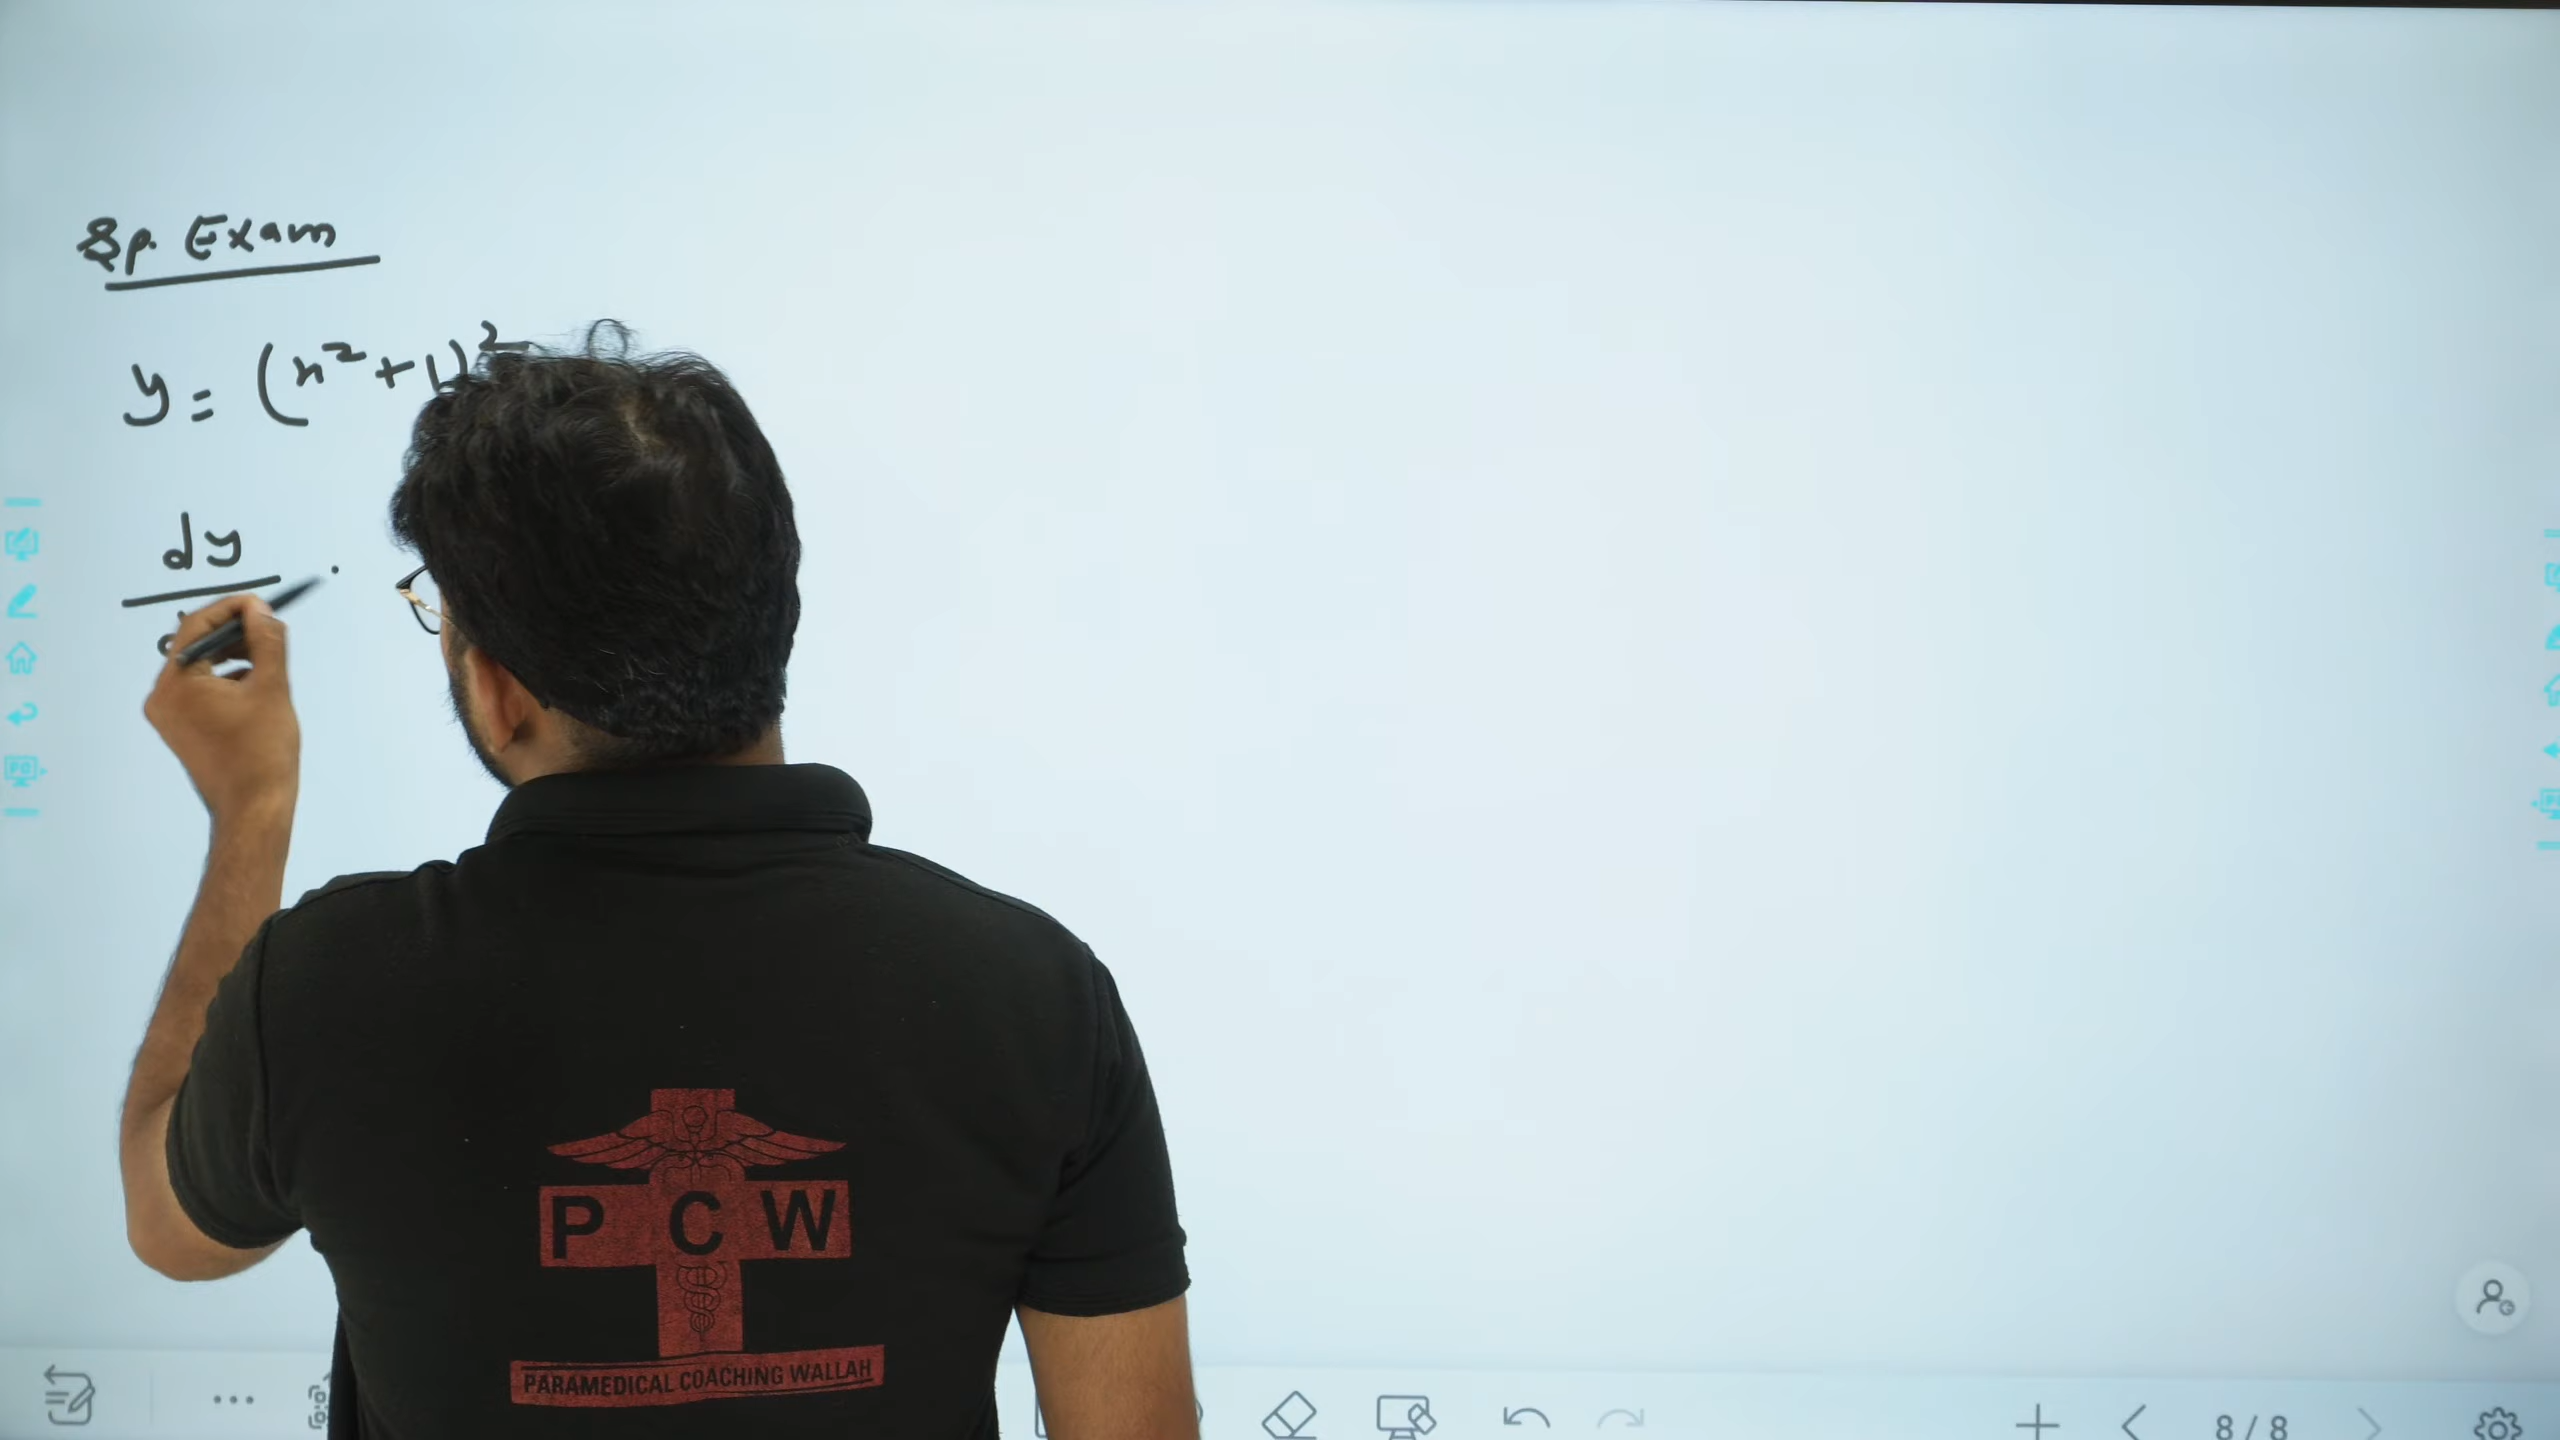 Sp. Exam
y = (x² + 1)²
dy
P C W
PARAMEDICAL COACHING WALLAH
8/8